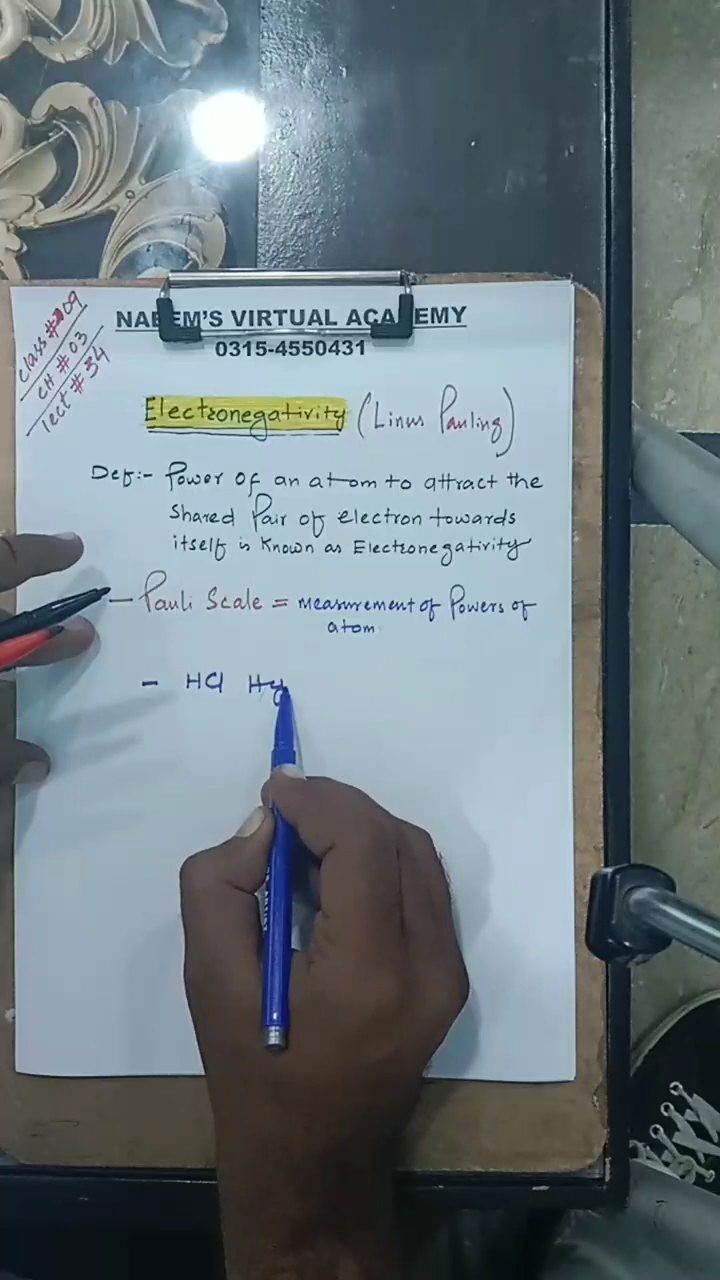 NAEEM'S VIRTUAL ACADEMY
0315-4550431
Class # 09
CH # 03
Lect # 34
Electronegativity (Linus Pauling)
Def:- Power of an atom to attract the
Shared Pair of electron towards
itself is Known as Electronegativity
- Pauli Scale = measurement of Powers of
atom.
- HCl Hy